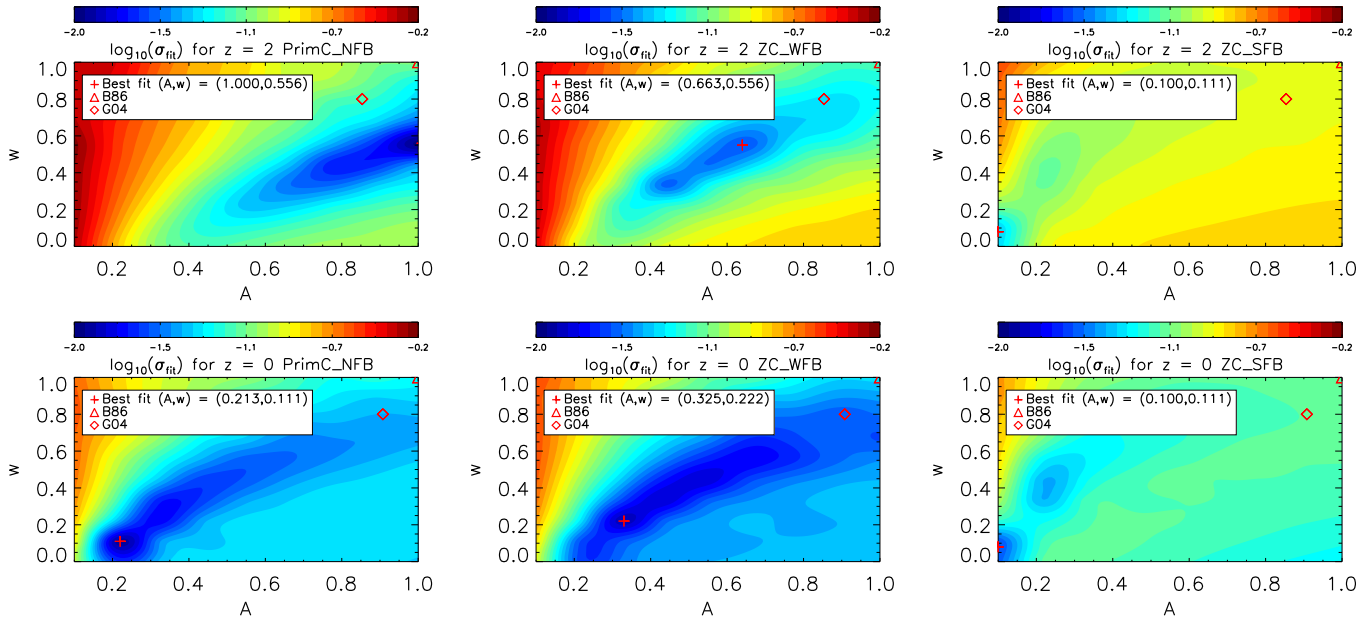 -2.0 -1.5 -1.1 -0.6 -0.2
log10(σfit) for z = 2 PrimC_NFB
Best fit (A,w) = (1.000,0.556)
B86
G04
1.0
0.8
0.6
0.4
0.2
0.0
w
0.2 0.4 0.6 0.8 1.0
A
-2.0 -1.5 -1.1 -0.6 -0.2
log10(σfit) for z = 2 ZC_WFB
Best fit (A,w) = (0.663,0.556)
B86
G04
1.0
0.8
0.6
0.4
0.2
0.0
w
0.2 0.4 0.6 0.8 1.0
A
-2.0 -1.5 -1.1 -0.6 -0.2
log10(σfit) for z = 2 ZC_SFB
Best fit (A,w) = (0.100,0.111)
B86
G04
1.0
0.8
0.6
0.4
0.2
0.0
w
0.2 0.4 0.6 0.8 1.0
A
-2.0 -1.5 -1.1 -0.6 -0.2
log10(σfit) for z = 0 PrimC_NFB
Best fit (A,w) = (0.213,0.111)
B86
G04
1.0
0.8
0.6
0.4
0.2
0.0
w
0.2 0.4 0.6 0.8 1.0
A
-2.0 -1.5 -1.1 -0.6 -0.2
log10(σfit) for z = 0 ZC_WFB
Best fit (A,w) = (0.325,0.222)
B86
G04
1.0
0.8
0.6
0.4
0.2
0.0
w
0.2 0.4 0.6 0.8 1.0
A
-2.0 -1.5 -1.1 -0.6 -0.2
log10(σfit) for z = 0 ZC_SFB
Best fit (A,w) = (0.100,0.111)
B86
G04
1.0
0.8
0.6
0.4
0.2
0.0
w
0.2 0.4 0.6 0.8 1.0
A